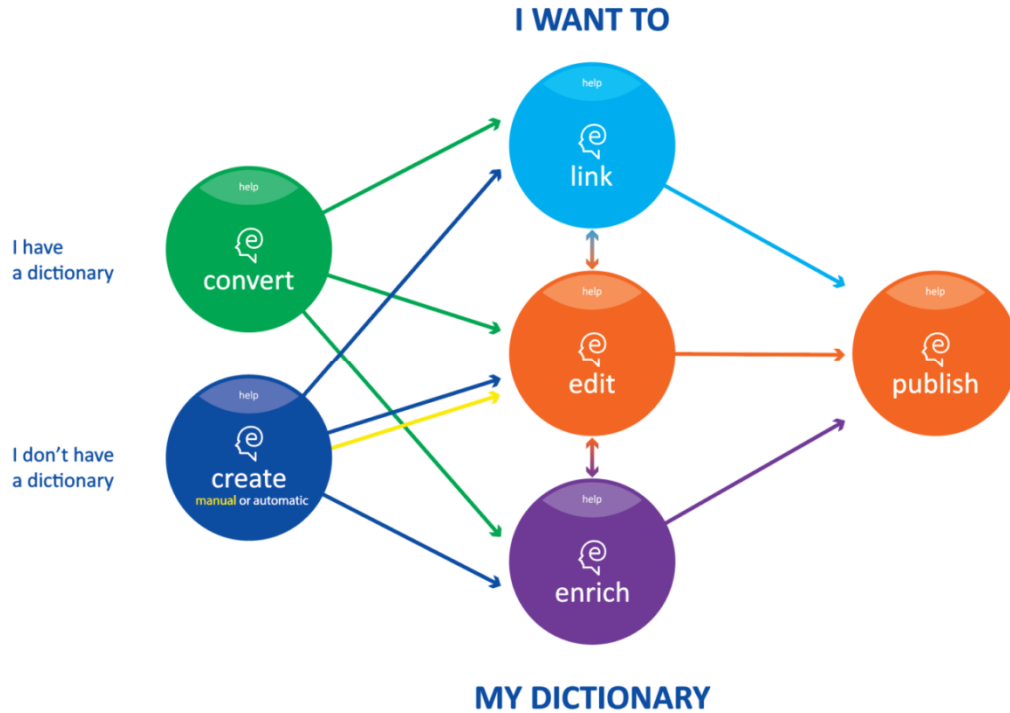 I WANT TO
help
link
help
convert
I have
a dictionary
help
edit
help
publish
help
create
manual or automatic
I don't have
a dictionary
help
enrich
MY DICTIONARY